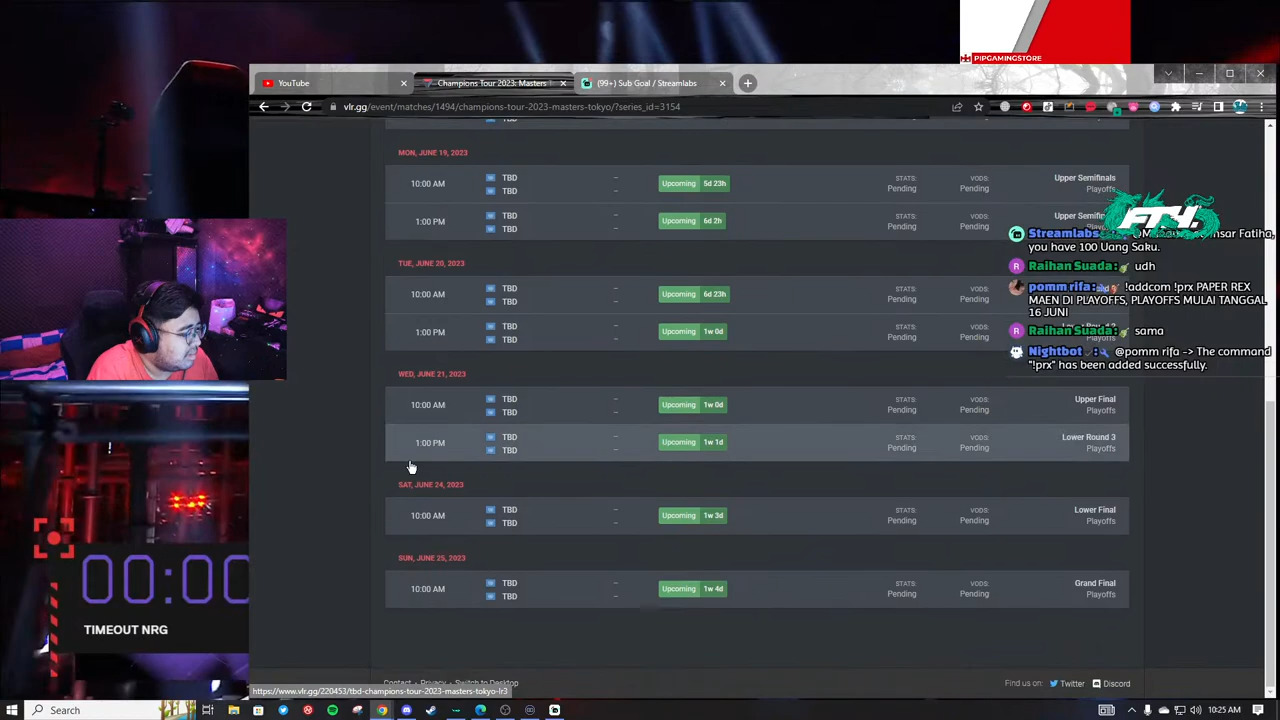 PIPGAMINGSTORE
YouTube
Champions Tour 2023: Masters T
(99+) Sub Goal / Streamlabs
vlr.gg/event/matches/1494/champions-tour-2023-masters-tokyo/?series_id=3154
TBD
MON, JUNE 19, 2023
10:00 AM TBD – Upcoming 5d 23h STATS: VODS: Upper Semifinals
TBD – Pending Pending Playoffs
1:00 PM TBD – Upcoming 6d 2h STATS: VODS:
TBD – Pending Pending
TUE, JUNE 20, 2023
10:00 AM TBD – Upcoming 6d 23h STATS: VODS:
TBD – Pending Pending
1:00 PM TBD – Upcoming 1w 0d STATS: VODS:
TBD – Pending Pending Playoffs
WED, JUNE 21, 2023
10:00 AM TBD – Upcoming 1w 0d STATS: VODS: Upper Final
TBD – Pending Pending Playoffs
1:00 PM TBD – Upcoming 1w 1d STATS: VODS: Lower Round 3
TBD – Pending Pending Playoffs
SAT, JUNE 24, 2023
10:00 AM TBD – Upcoming 1w 3d STATS: VODS: Lower Final
TBD – Pending Pending Playoffs
SUN, JUNE 25, 2023
10:00 AM TBD – Upcoming 1w 4d STATS: VODS: Grand Final
TBD – Pending Pending Playoffs
Contact · Privacy · Switch to Desktop
Find us on: Twitter Discord
https://www.vlr.gg/220453/tbd-champions-tour-2023-masters-tokyo-lr3
FTY.
Streamlabs Fatiha,
you have 100 Uang Saku.
Raihan Suada: udh
pomm rifa: !addcom !prx PAPER REX
MAEN DI PLAYOFFS, PLAYOFFS MULAI TANGGAL
16 JUNI
Raihan Suada: sama
Nightbot: @pomm rifa -> The command
"!prx" has been added successfully.
!
00:00
TIMEOUT NRG
Search
10:25 AM